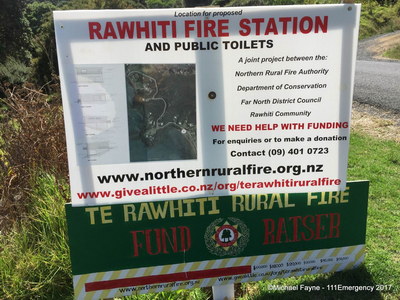 Location for proposed
RAWHITI FIRE STATION
AND PUBLIC TOILETS
A joint project between the:
Northern Rural Fire Authority
Department of Conservation
Far North District Council
Rawhiti Community
WE NEED HELP WITH FUNDING
For enquiries or to make a donation
Contact (09) 401 0723
www.northernruralfire.org.nz
www.givealittle.co.nz/org/terawhitiruralfire
TE RAWHITI RURAL FIRE
FUND RAISER
©Michael Fayne - 111Emergency 2017